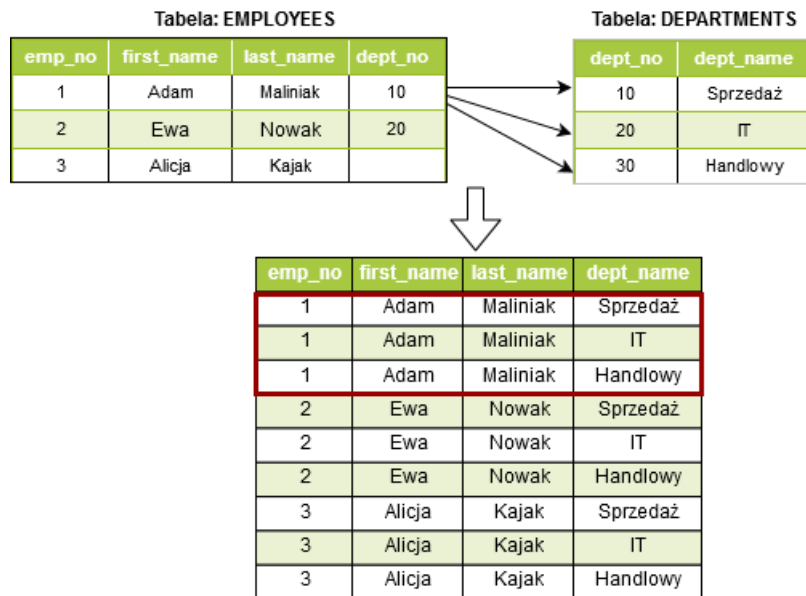 Tabela: EMPLOYEES
emp_no first_name last_name dept_no
1 Adam Maliniak 10
2 Ewa Nowak 20
3 Alicja Kajak
Tabela: DEPARTMENTS
dept_no dept_name
10 Sprzedaż
20 IT
30 Handlowy
emp_no first_name last_name dept_name
1 Adam Maliniak Sprzedaż
1 Adam Maliniak IT
1 Adam Maliniak Handlowy
2 Ewa Nowak Sprzedaż
2 Ewa Nowak IT
2 Ewa Nowak Handlowy
3 Alicja Kajak Sprzedaż
3 Alicja Kajak IT
3 Alicja Kajak Handlowy